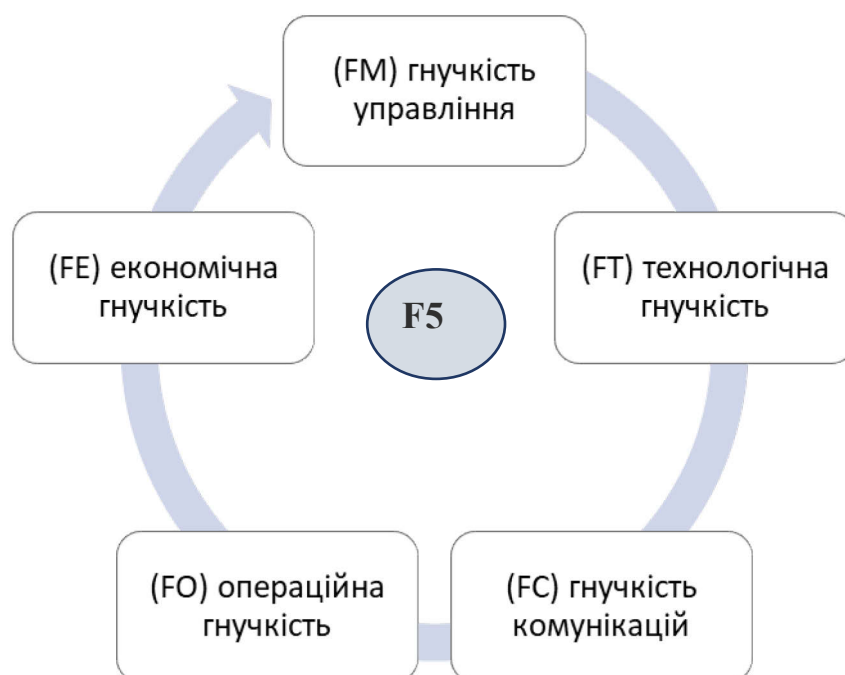 (FM) гнучкість
управління
(FE) економічна
гнучкість
F5
(FT) технологічна
гнучкість
(FO) операційна
гнучкість
(FC) гнучкість
комунікацій